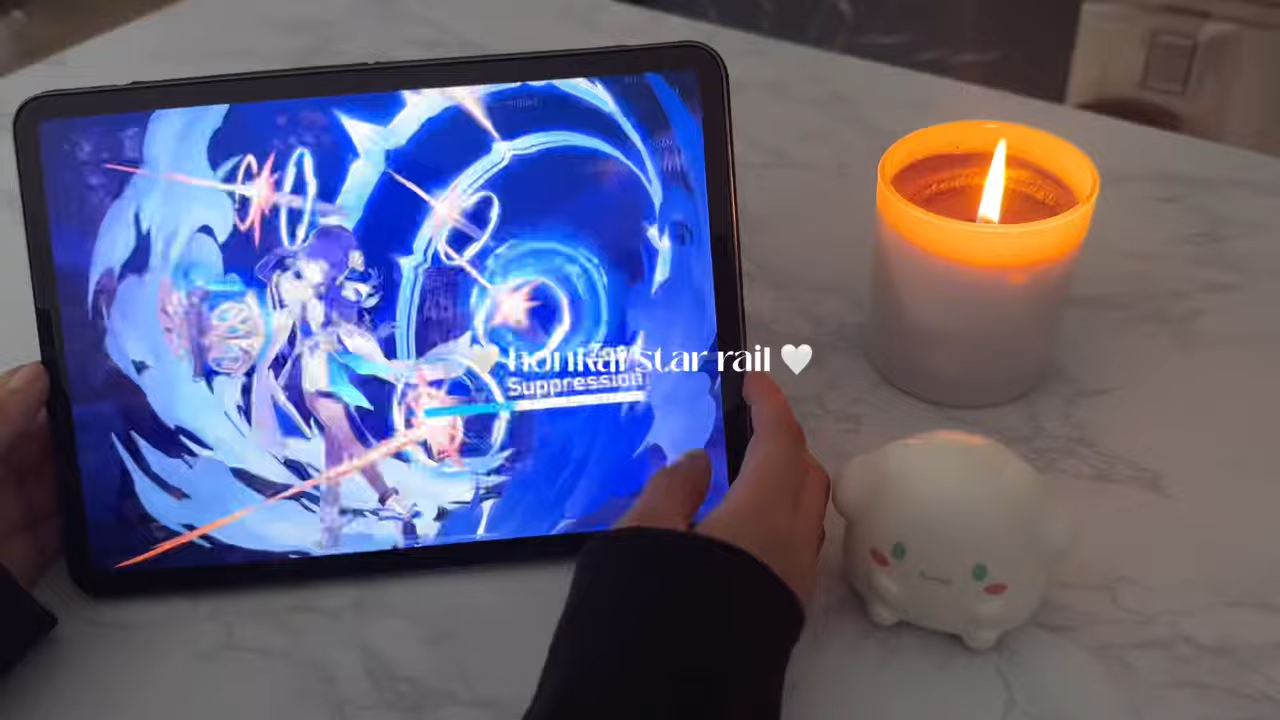 🤍 honkai star rail 🤍
Suppression